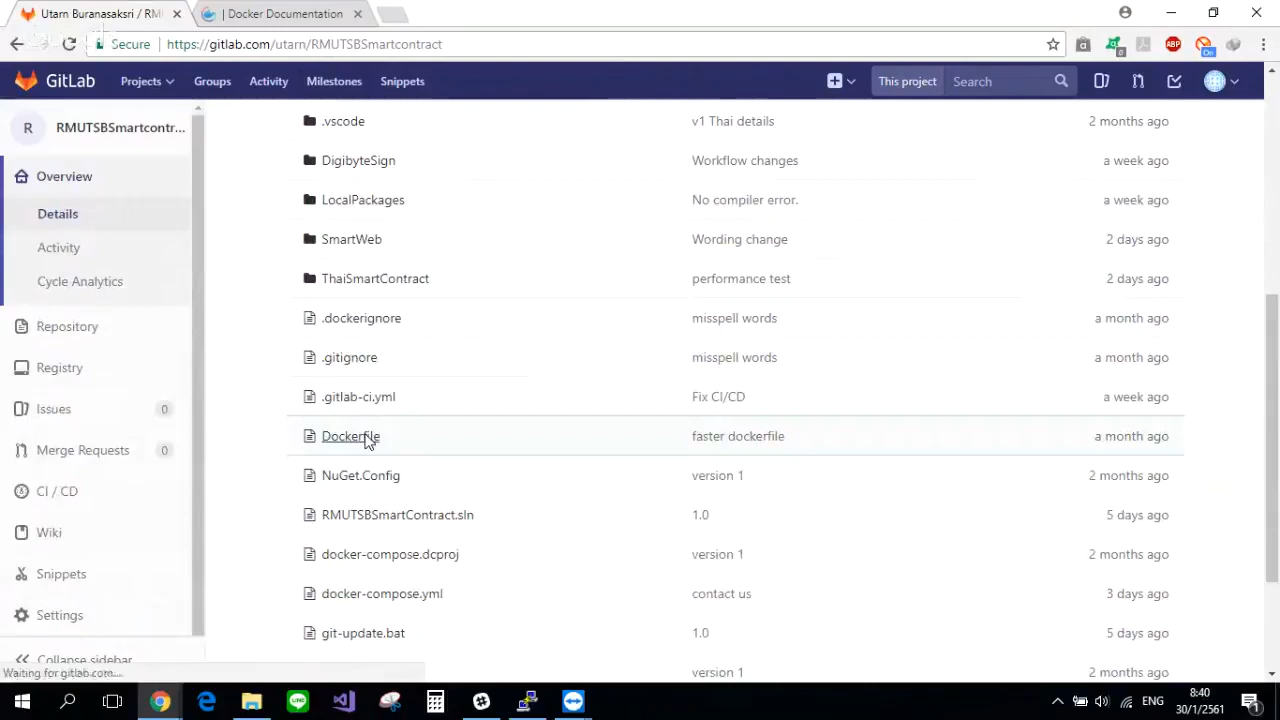 Utarn Buranasaksri / RMU
| Docker Documentation
Secure
https://gitlab.com/utarn/RMUTSBSmartcontract
GitLab
Projects
Groups
Activity
Milestones
Snippets
This project
Search
R
RMUTSBSmartcontr...
Overview
Details
Activity
Cycle Analytics
Repository
Registry
Issues 0
Merge Requests 0
CI / CD
Wiki
Snippets
Settings
Collapse sidebar
.vscode v1 Thai details 2 months ago
DigibyteSign Workflow changes a week ago
LocalPackages No compiler error. a week ago
SmartWeb Wording change 2 days ago
ThaiSmartContract performance test 2 days ago
.dockerignore misspell words a month ago
.gitignore misspell words a month ago
.gitlab-ci.yml Fix CI/CD a week ago
Dockerfile faster dockerfile a month ago
NuGet.Config version 1 2 months ago
RMUTSBSmartContract.sln 1.0 5 days ago
docker-compose.dcproj version 1 2 months ago
docker-compose.yml contact us 3 days ago
git-update.bat 1.0 5 days ago
version 1 2 months ago
Waiting for gitlab.com...
ENG
8:40
30/1/2561